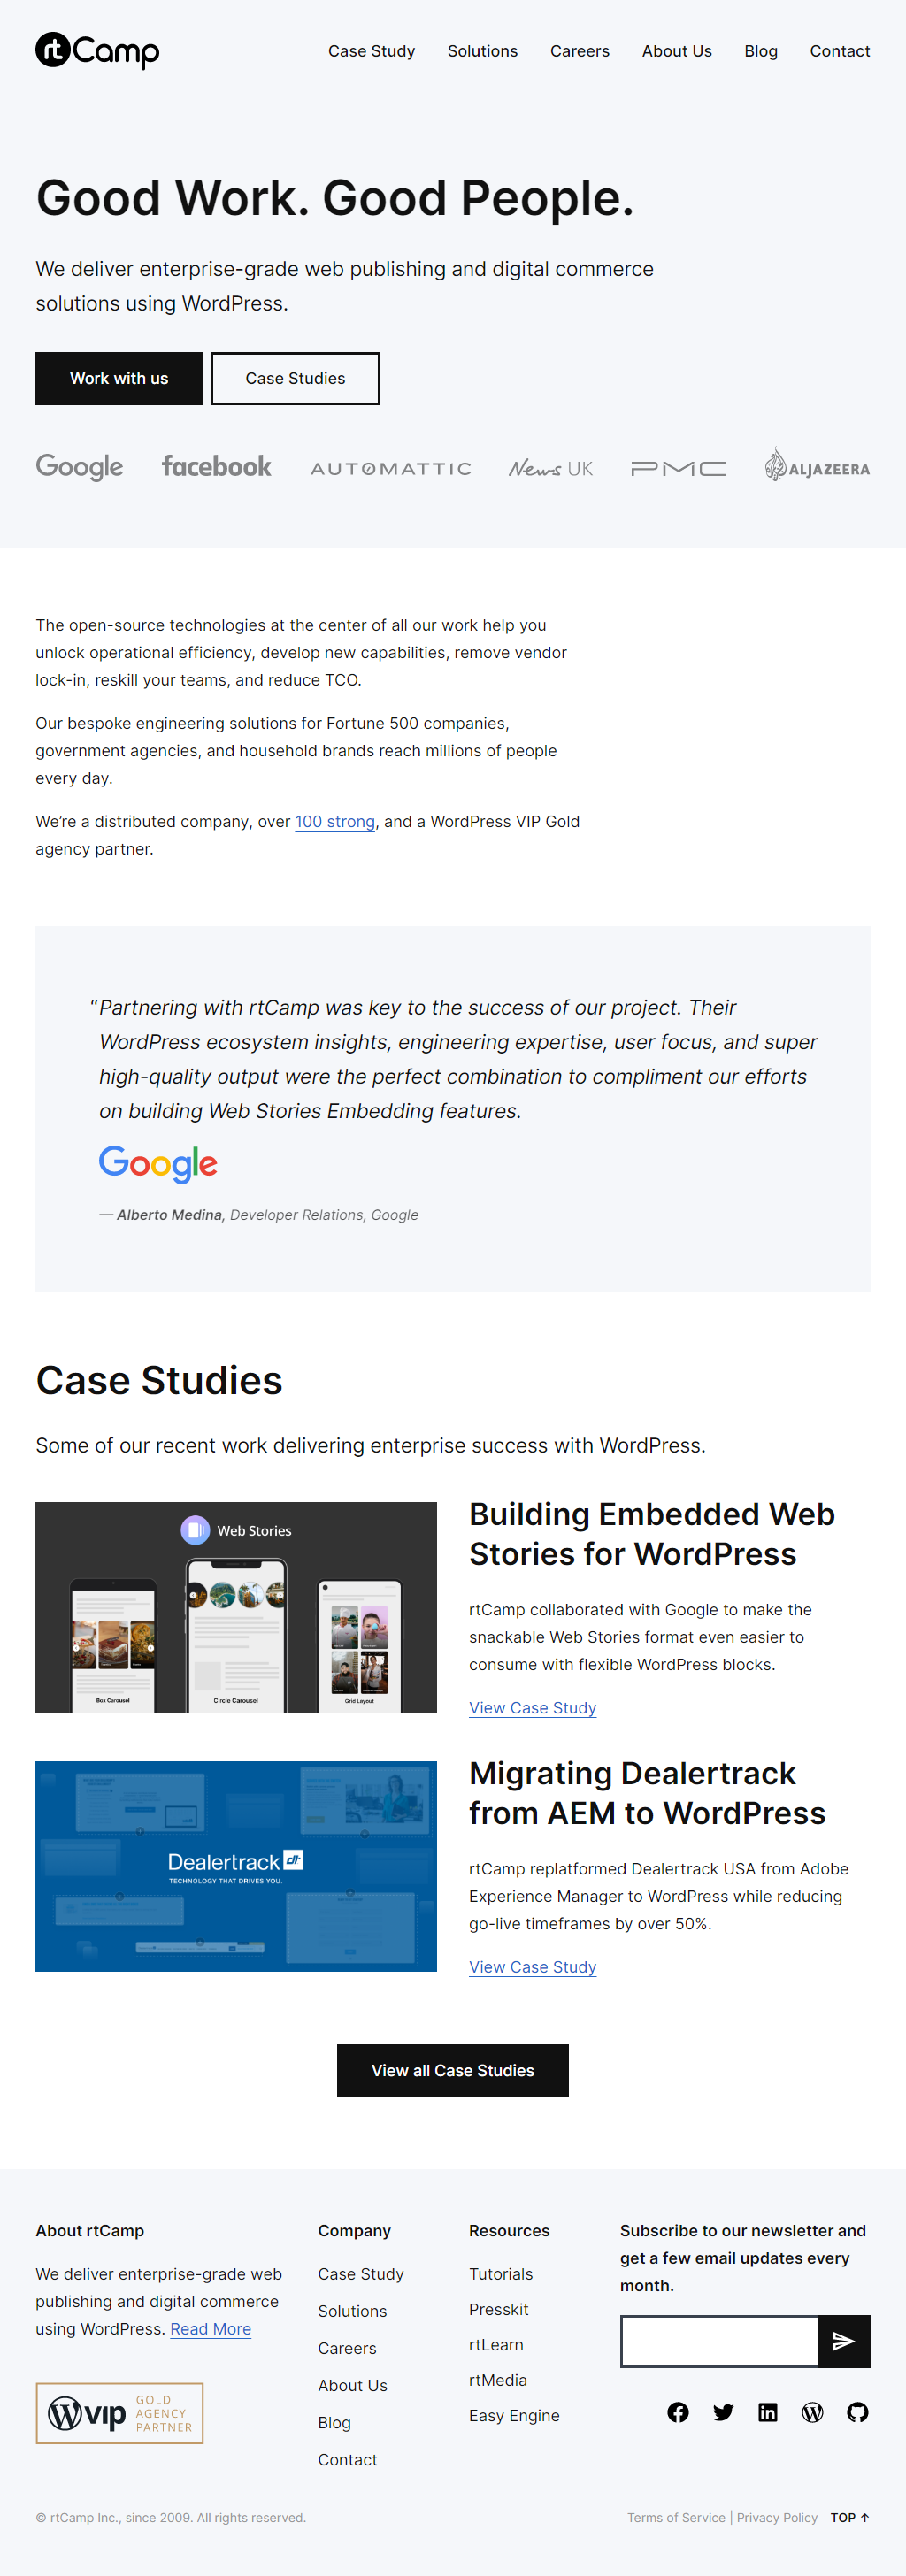 rtCamp
Case Study Solutions Careers About Us Blog Contact
Good Work. Good People.
We deliver enterprise-grade web publishing and digital commerce
solutions using WordPress.
Work with us Case Studies
Google facebook AUTOMATTIC News UK PMC ALJAZEERA
The open-source technologies at the center of all our work help you
unlock operational efficiency, develop new capabilities, remove vendor
lock-in, reskill your teams, and reduce TCO.
Our bespoke engineering solutions for Fortune 500 companies,
government agencies, and household brands reach millions of people
every day.
We’re a distributed company, over 100 strong, and a WordPress VIP Gold
agency partner.
“Partnering with rtCamp was key to the success of our project. Their
WordPress ecosystem insights, engineering expertise, user focus, and super
high-quality output were the perfect combination to compliment our efforts
on building Web Stories Embedding features.
Google
— Alberto Medina, Developer Relations, Google
Case Studies
Some of our recent work delivering enterprise success with WordPress.
Web Stories
Box Carousel
Circle Carousel
Grid Layout
Building Embedded Web
Stories for WordPress
rtCamp collaborated with Google to make the
snackable Web Stories format even easier to
consume with flexible WordPress blocks.
View Case Study
Dealertrack dt
TECHNOLOGY THAT DRIVES YOU.
Migrating Dealertrack
from AEM to WordPress
rtCamp replatformed Dealertrack USA from Adobe
Experience Manager to WordPress while reducing
go-live timeframes by over 50%.
View Case Study
View all Case Studies
About rtCamp
We deliver enterprise-grade web
publishing and digital commerce
using WordPress. Read More
vip
GOLD
AGENCY
PARTNER
Company
Case Study
Solutions
Careers
About Us
Blog
Contact
Resources
Tutorials
Presskit
rtLearn
rtMedia
Easy Engine
Subscribe to our newsletter and
get a few email updates every
month.
© rtCamp Inc., since 2009. All rights reserved.
Terms of Service | Privacy Policy TOP ↑